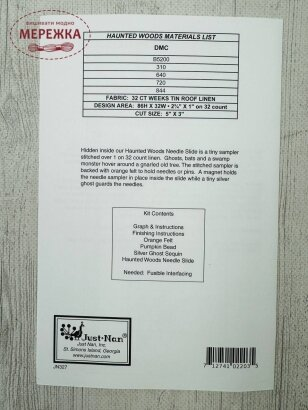 вишивати модно
МЕРЕЖКА
HAUNTED WOODS MATERIALS LIST
DMC
B5200
310
640
720
844
FABRIC: 32 CT WEEKS TIN ROOF LINEN
DESIGN AREA: 86H X 32W • 2¾" X 1" on 32 count
CUT SIZE: 5" X 3"
Hidden inside our Haunted Woods Needle Slide is a tiny sampler
stitched over 1 on 32 count linen. Ghosts, bats and a swamp
monster hover around a gnarled old tree. The stitched sampler is
backed with orange felt to hold needles or pins. A magnet holds
the needle sampler in place inside the slide while a tiny silver
ghost guards the needles.
Kit Contents
Graph & Instructions
Finishing Instructions
Orange Felt
Pumpkin Bead
Silver Ghost Sequin
Haunted Woods Needle Slide
Needed: Fusible Interfacing
Just•Nan®
Just Nan, Inc.
St. Simons Island, Georgia
www.justnan.com
JN327
7 12741 02203 3